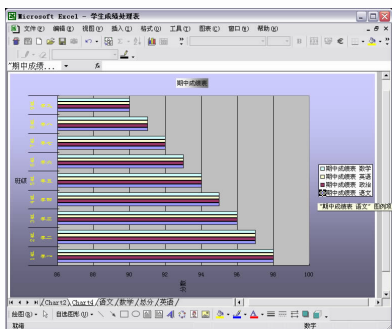 Microsoft Excel - 学生成绩处理表
文件(F) 编辑(E) 视图(V) 插入(I) 格式(O) 工具(T) 图表(C) 窗口(W) 帮助(H)
"期中成绩...
期中成绩表
班级
期中成绩表 数学
期中成绩表 英语
期中成绩表 政治
期中成绩表 语文
"期中成绩表 语文" 图例项
86 88 90 92 94 96 98 100
Chart2 Chart4 语文 数学 总分 英语
绘图(R) 自选图形(U)
就绪 数字